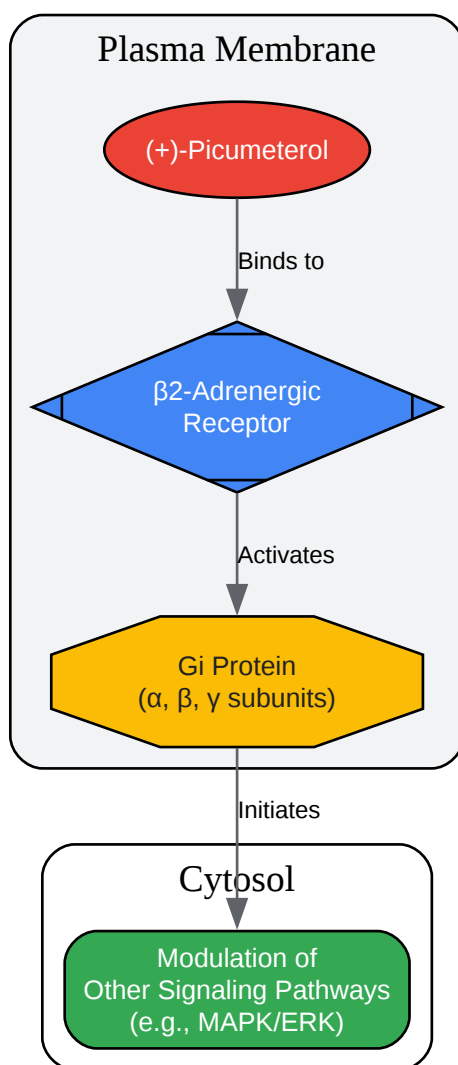 Plasma Membrane
(+)-Picumeterol
Binds to
β2-Adrenergic
Receptor
Activates
Gi Protein
(α, β, γ subunits)
Initiates
Cytosol
Modulation of
Other Signaling Pathways
(e.g., MAPK/ERK)